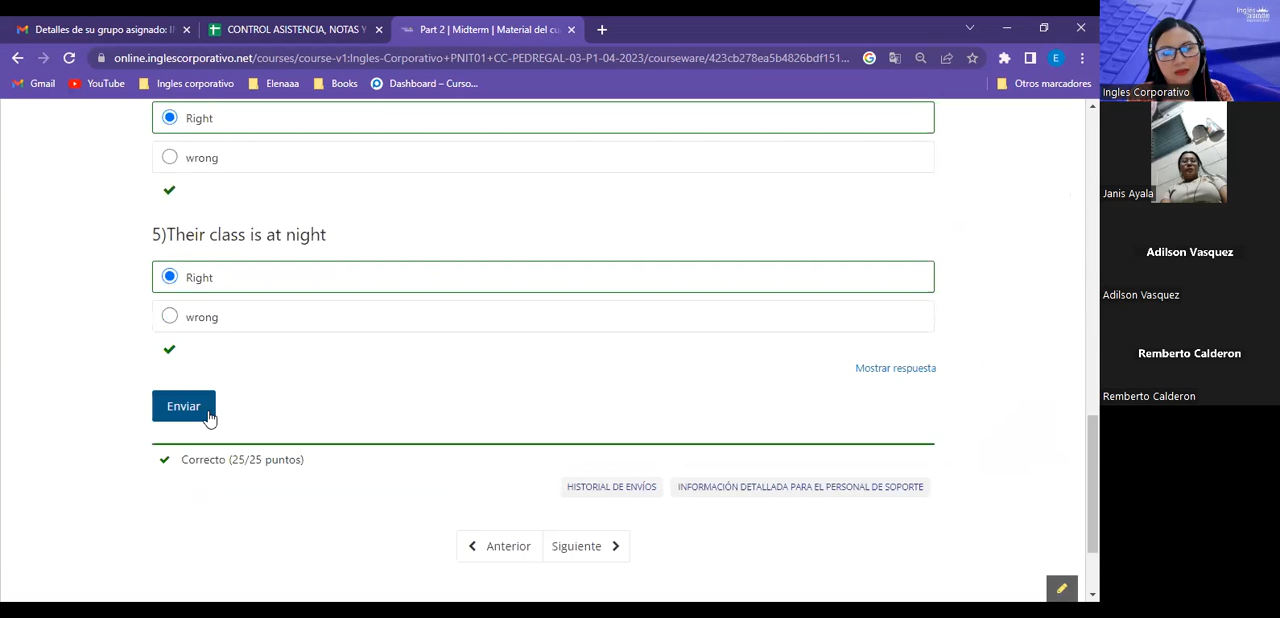 Detalles de su grupo asignado: II
CONTROL ASISTENCIA, NOTAS Y
Part 2 | Midterm | Material del cu
online.inglescorporativo.net/courses/course-v1:Ingles-Corporativo+PNIT01+CC-PEDREGAL-03-P1-04-2023/courseware/423cb278ea5b4826bdf151...
E
Gmail
YouTube
Ingles corporativo
Elenaaa
Books
Dashboard – Curso...
Otros marcadores
Right
wrong
5)Their class is at night
Right
wrong
Mostrar respuesta
Enviar
Correcto (25/25 puntos)
HISTORIAL DE ENVÍOS
INFORMACIÓN DETALLADA PARA EL PERSONAL DE SOPORTE
Anterior
Siguiente
Ingles Corporativo
Janis Ayala
Adilson Vasquez
Adilson Vasquez
Remberto Calderon
Remberto Calderon